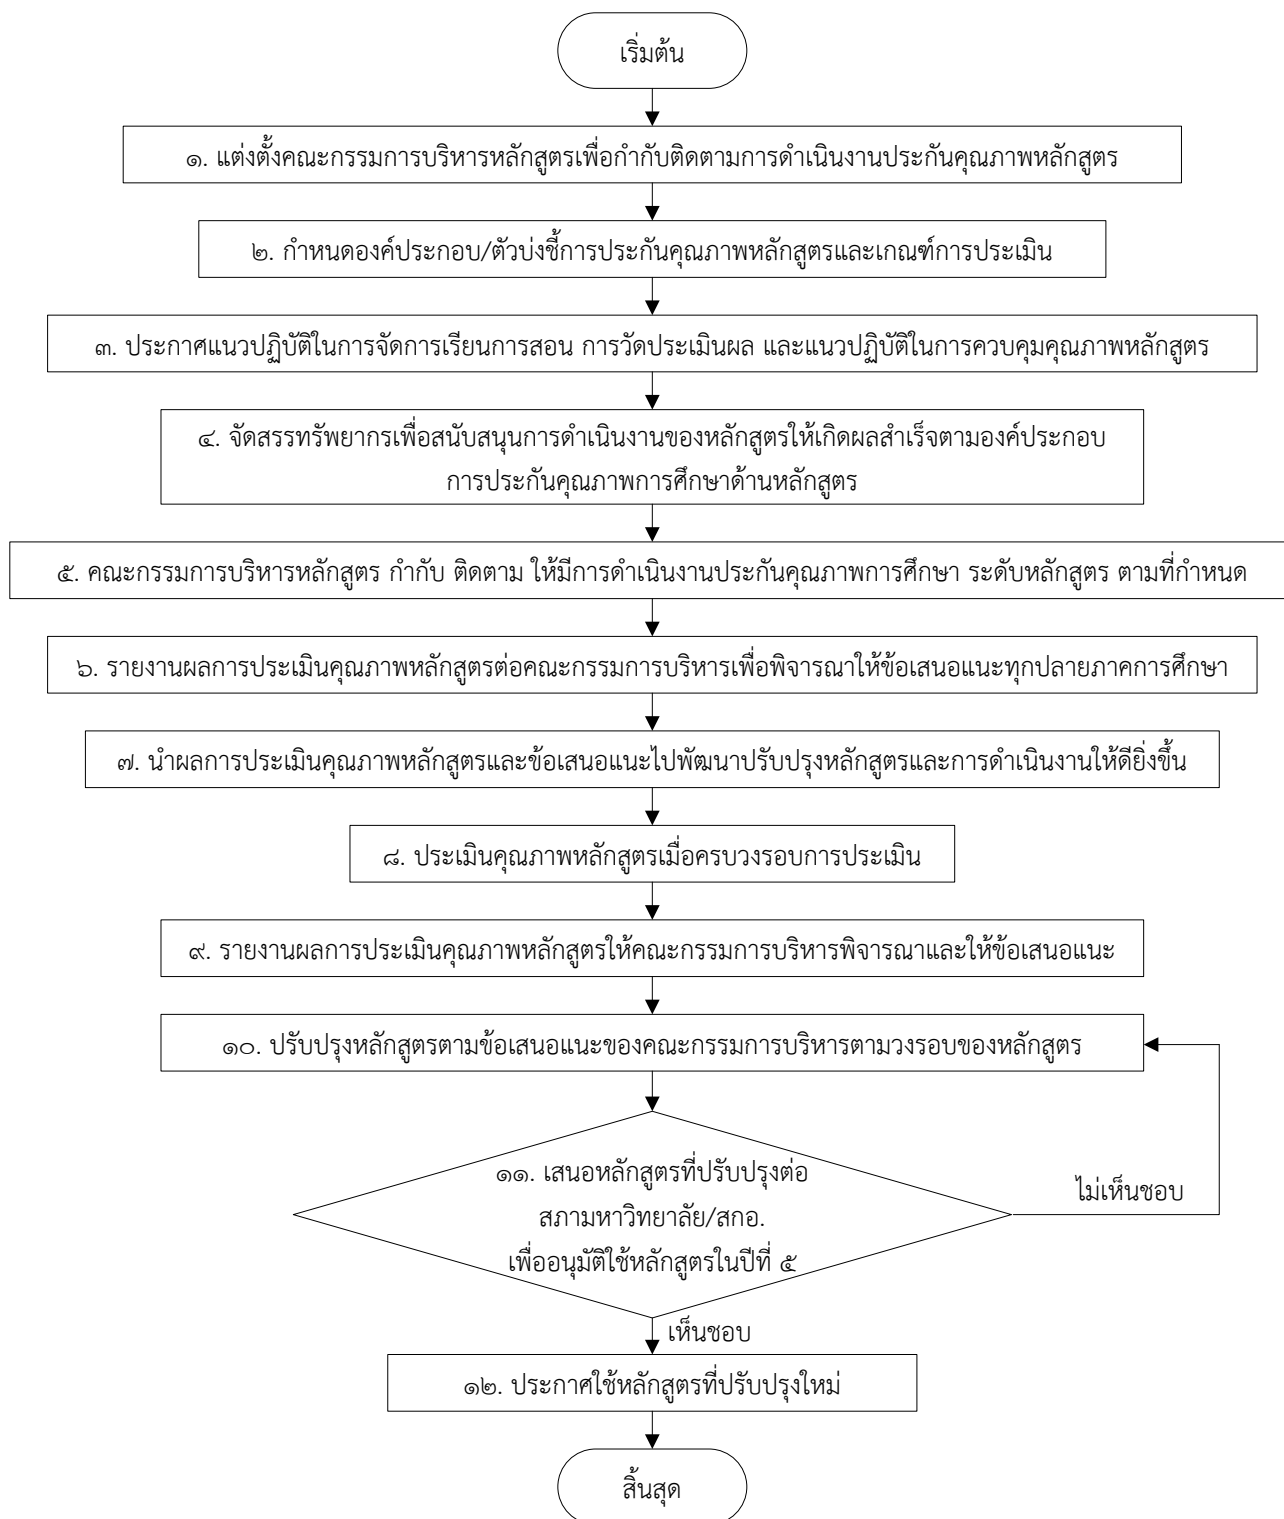 เริ่มต้น
๑. แต่งตั้งคณะกรรมการบริหารหลักสูตรเพื่อกำกับติดตามการดำเนินงานประกันคุณภาพหลักสูตร
๒. กำหนดองค์ประกอบ/ตัวบ่งชี้การประกันคุณภาพหลักสูตรและเกณฑ์การประเมิน
๓. ประกาศแนวปฏิบัติในการจัดการเรียนการสอน การวัดประเมินผล และแนวปฏิบัติในการควบคุมคุณภาพหลักสูตร
๔. จัดสรรทรัพยากรเพื่อสนับสนุนการดำเนินงานของหลักสูตรให้เกิดผลสำเร็จตามองค์ประกอบ
การประกันคุณภาพการศึกษาด้านหลักสูตร
๕. คณะกรรมการบริหารหลักสูตร กำกับ ติดตาม ให้มีการดำเนินงานประกันคุณภาพการศึกษา ระดับหลักสูตร ตามที่กำหนด
๖. รายงานผลการประเมินคุณภาพหลักสูตรต่อคณะกรรมการบริหารเพื่อพิจารณาให้ข้อเสนอแนะทุกปลายภาคการศึกษา
๗. นำผลการประเมินคุณภาพหลักสูตรและข้อเสนอแนะไปพัฒนาปรับปรุงหลักสูตรและการดำเนินงานให้ดียิ่งขึ้น
๘. ประเมินคุณภาพหลักสูตรเมื่อครบวงรอบการประเมิน
๙. รายงานผลการประเมินคุณภาพหลักสูตรให้คณะกรรมการบริหารพิจารณาและให้ข้อเสนอแนะ
๑๐. ปรับปรุงหลักสูตรตามข้อเสนอแนะของคณะกรรมการบริหารตามวงรอบของหลักสูตร
๑๑. เสนอหลักสูตรที่ปรับปรุงต่อ
สภามหาวิทยาลัย/สกอ.
เพื่ออนุมัติใช้หลักสูตรในปีที่ ๕
ไม่เห็นชอบ
เห็นชอบ
๑๒. ประกาศใช้หลักสูตรที่ปรับปรุงใหม่
สิ้นสุด